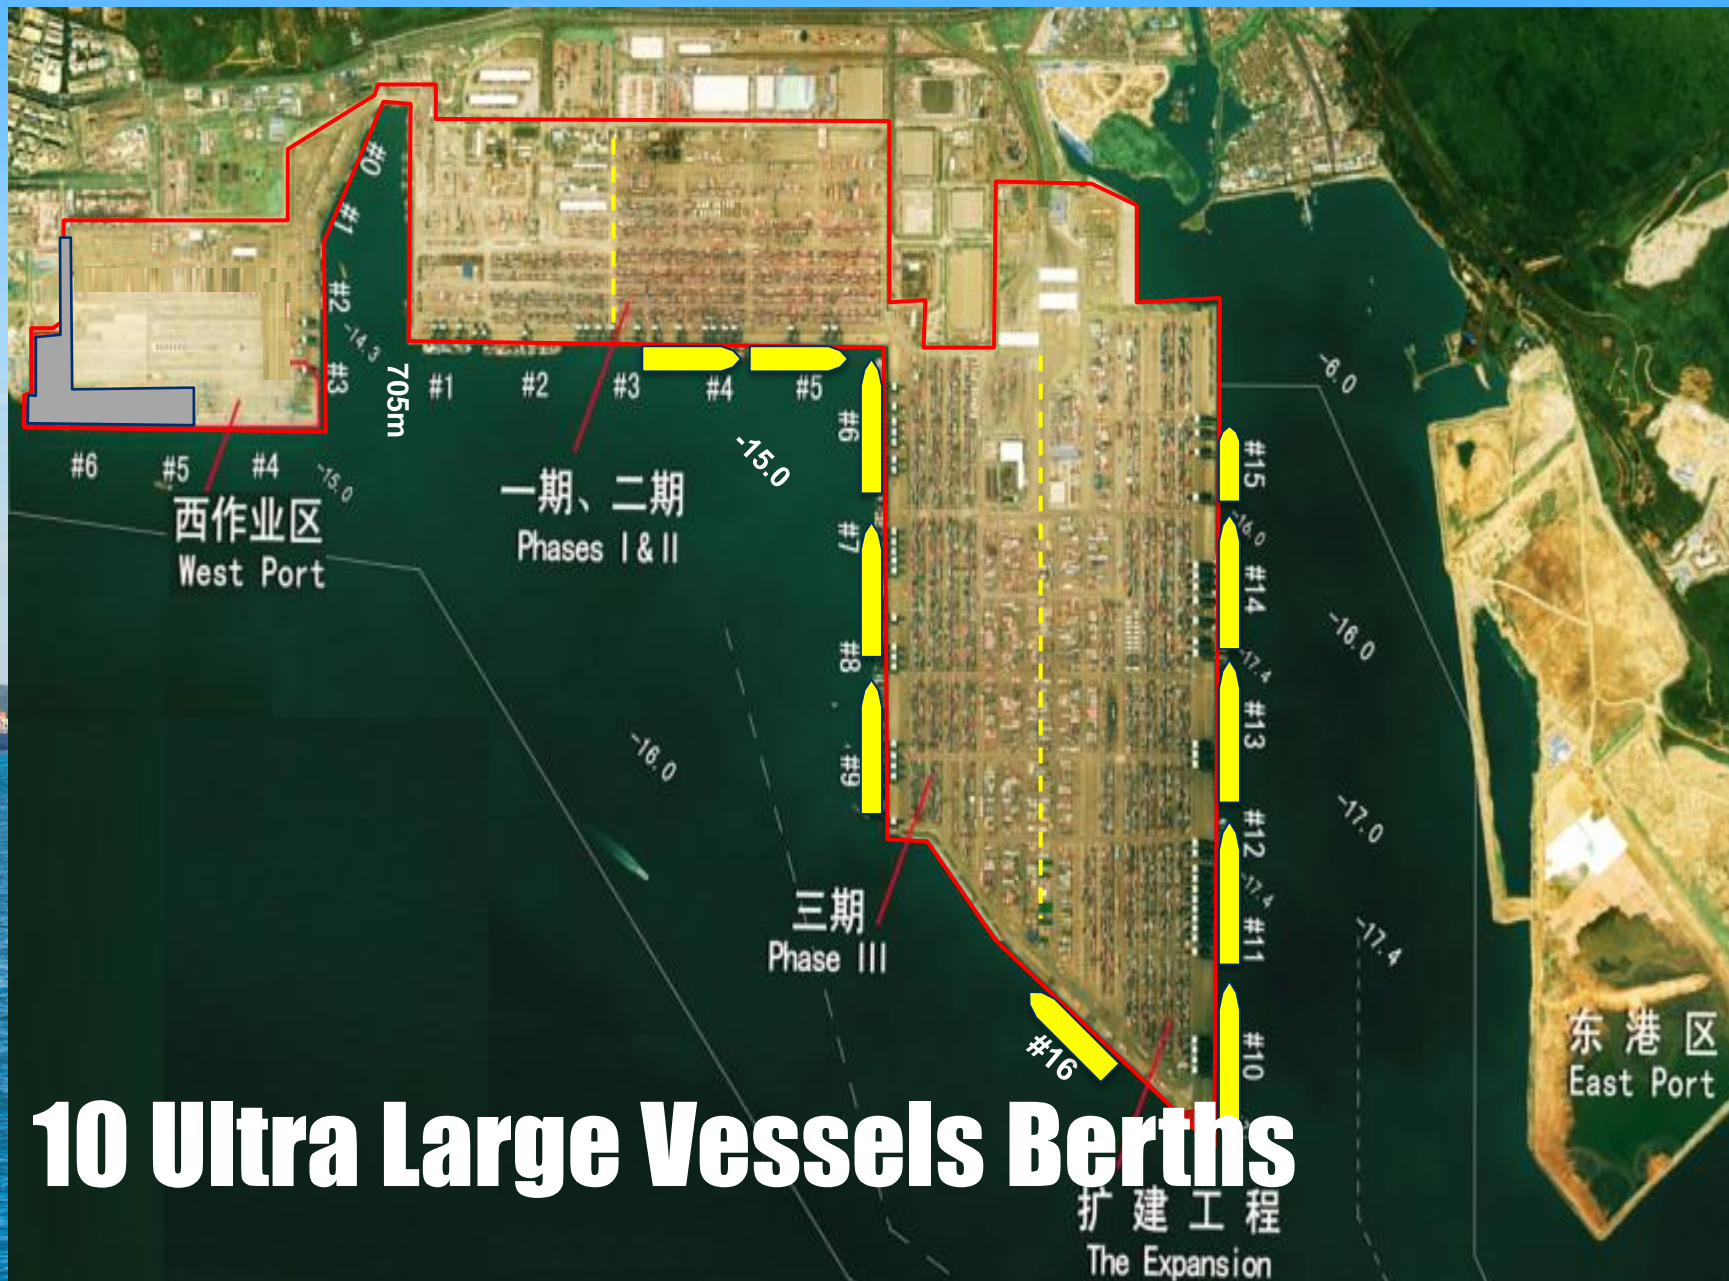 #0
#1
#2
-14.3
#3
705m
#1
#2
#3
#4
#5
#6
#5
#4
-15.0
西作业区
West Port
一期、二期
Phases I & II
-15.0
#6
#7
#8
#9
-16.0
三期
Phase III
-6.0
#15
-16.0
#14
-17.4
#13
#12
-17.4
#11
#10
-16.0
-17.0
-17.4
#16
东港区
East Port
10 Ultra Large Vessels Berths
扩建工程
The Expansion